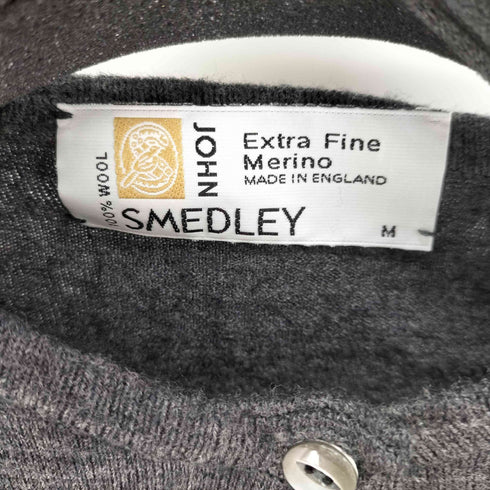 100% WOOL
JOHN
SMEDLEY
Extra Fine
Merino
MADE IN ENGLAND
M